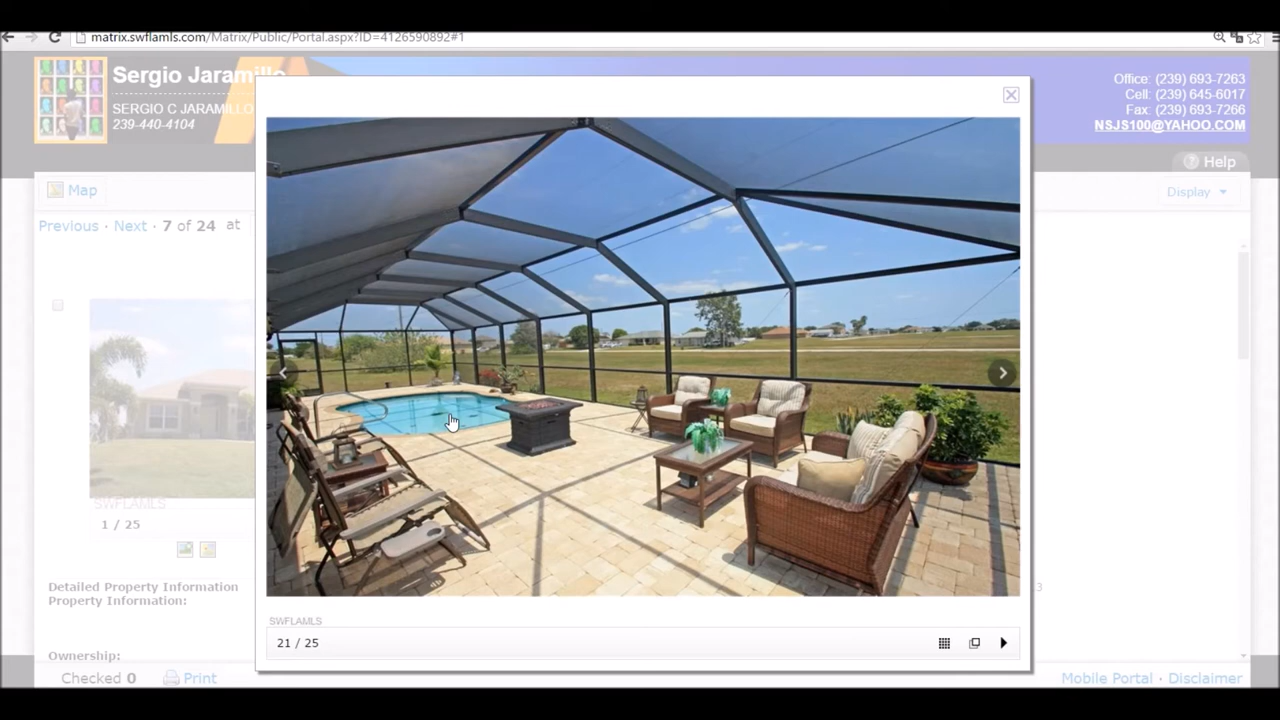 matrix.swflamls.com/Matrix/Public/Portal.aspx?ID=4126590892#1
Sergio Jaramillo
SERGIO C JARAMILLO
239-440-4104
Office: (239) 693-7263
Cell: (239) 645-6017
Fax: (239) 693-7266
NSJS100@YAHOO.COM
Help
Map
Display
Previous · Next · 7 of 24 at
SWFLAMLS
1 / 25
Detailed Property Information
Property Information:
3
Ownership:
SWFLAMLS
21 / 25
Checked 0
Print
Mobile Portal · Disclaimer